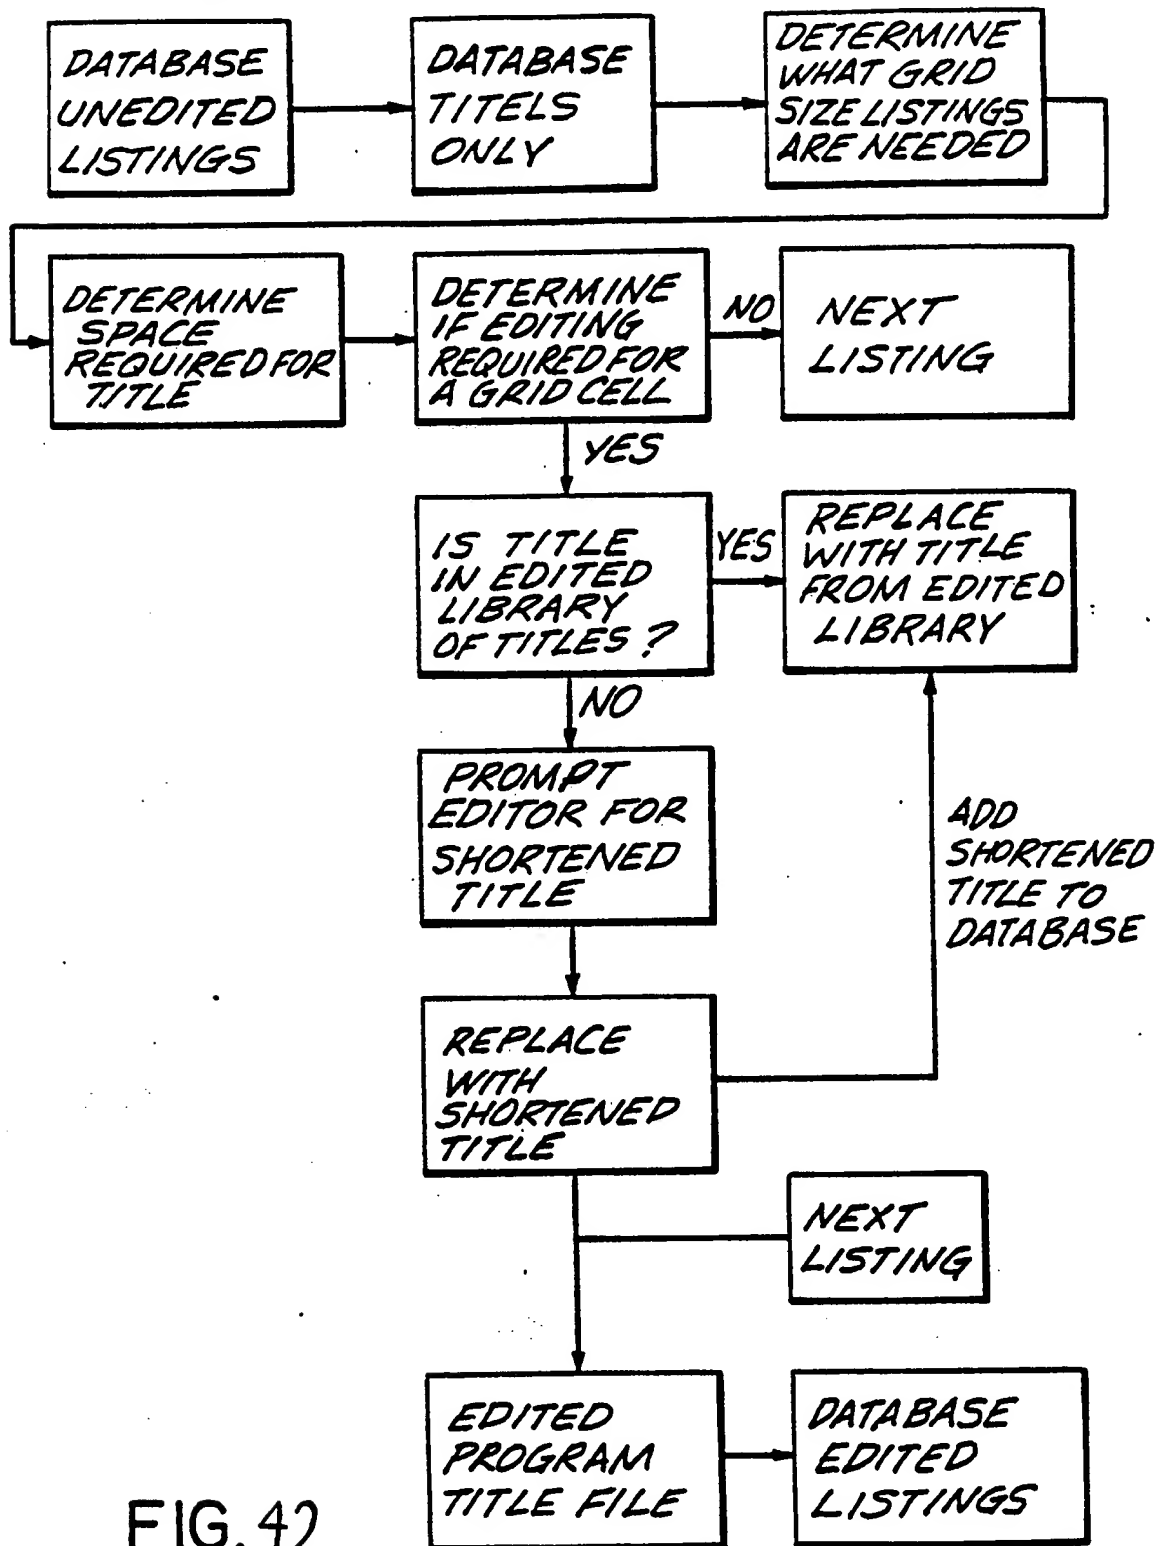 DATABASE
UNEDITED
LISTINGS
DATABASE
TITELS
ONLY
DETERMINE
WHAT GRID
SIZE LISTINGS
ARE NEEDED
DETERMINE
SPACE
REQUIRED FOR
TITLE
DETERMINE
IF EDITING
REQUIRED FOR
A GRID CELL
NO
NEXT
LISTING
YES
IS TITLE
IN EDITED
LIBRARY
OF TITLES?
YES
REPLACE
WITH TITLE
FROM EDITED
LIBRARY
NO
PROMPT
EDITOR FOR
SHORTENED
TITLE
ADD
SHORTENED
TITLE TO
DATABASE
REPLACE
WITH
SHORTENED
TITLE
NEXT
LISTING
EDITED
PROGRAM
TITLE FILE
DATABASE
EDITED
LISTINGS
FIG. 42